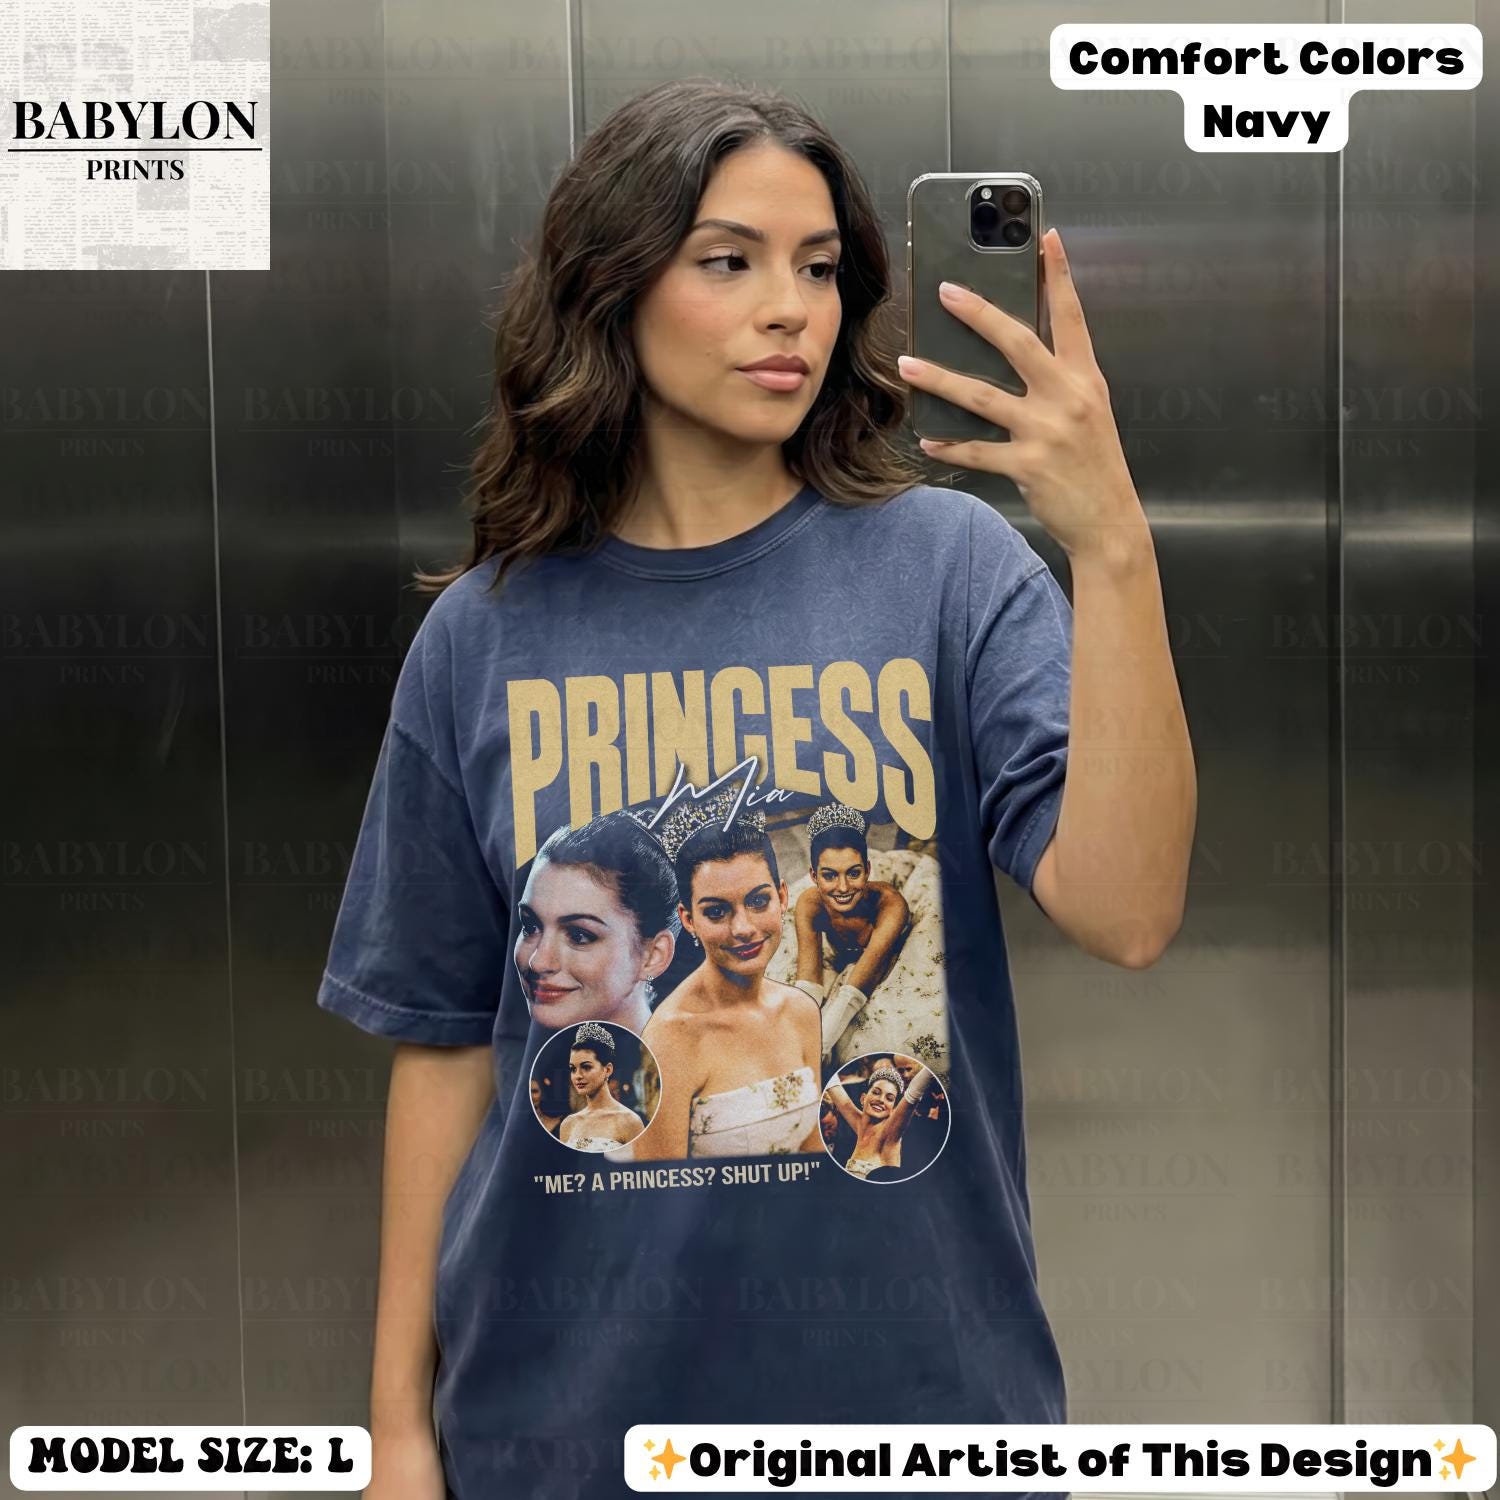 BABYLON
PRINTS
Comfort Colors
Navy
PRINCESS
Mia
"ME? A PRINCESS? SHUT UP!"
MODEL SIZE: L
✨Original Artist of This Design✨